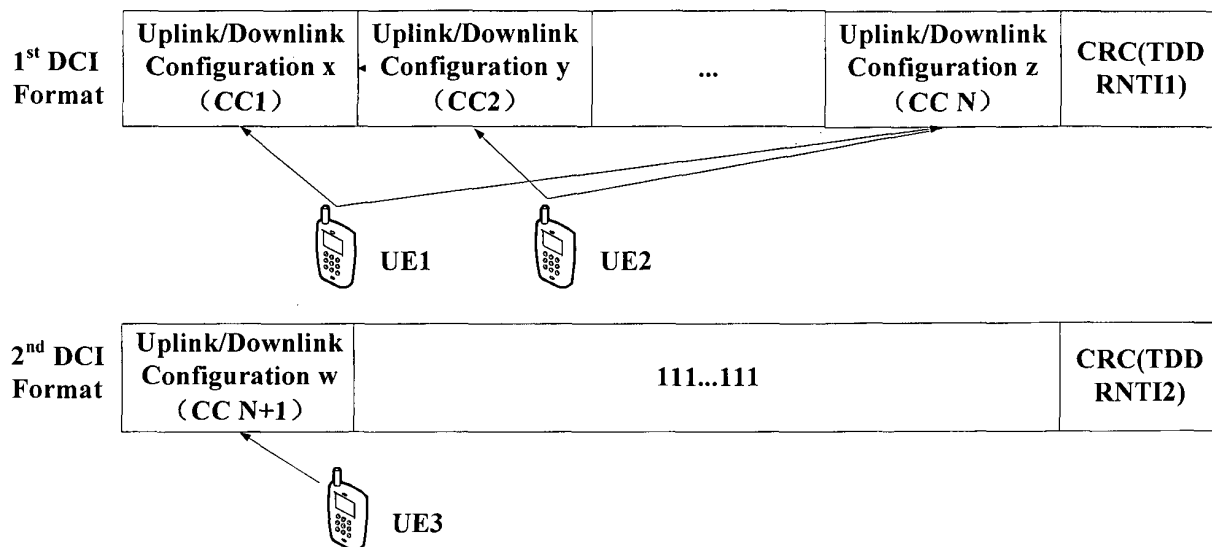 1st DCI Format
Uplink/Downlink Configuration x （CC1）
Uplink/Downlink Configuration y （CC2）
...
Uplink/Downlink Configuration z （CC N）
CRC(TDD RNTI1)
UE1
UE2
2nd DCI Format
Uplink/Downlink Configuration w （CC N+1）
111...111
CRC(TDD RNTI2)
UE3